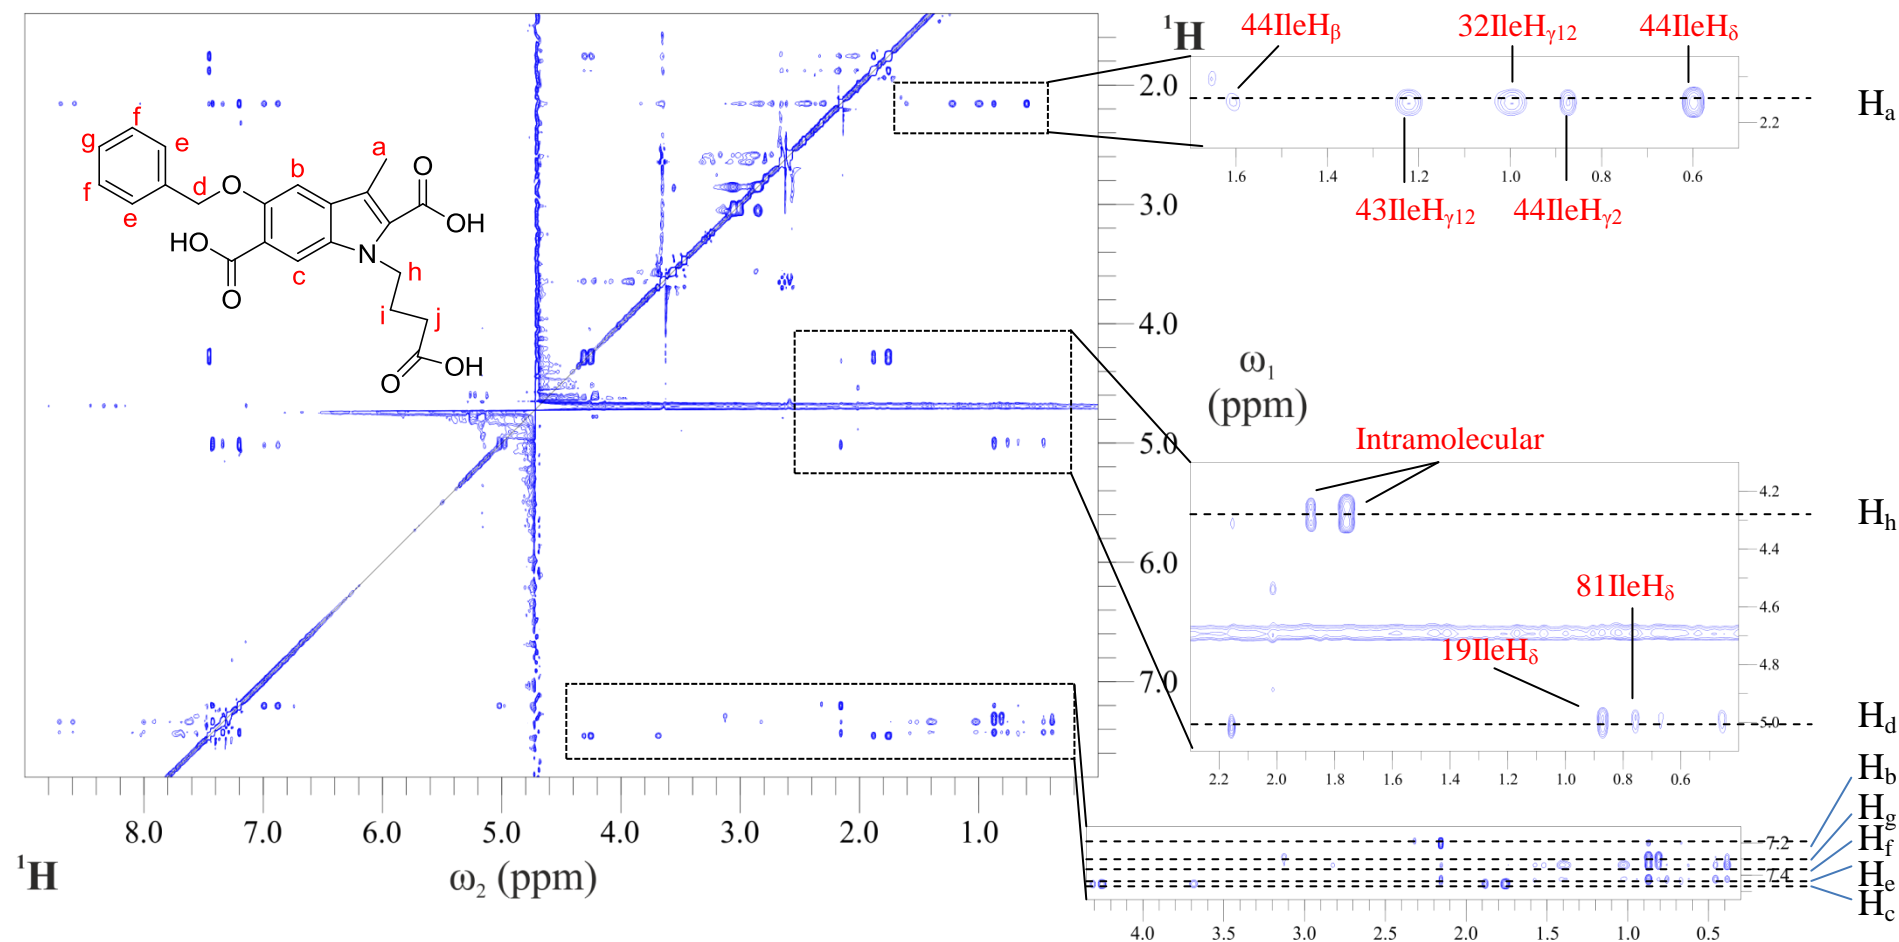 ¹H
44IleHβ
32IleHγ12
44IleHδ
2.0
Hₐ
2.2
1.6 1.4 1.2 1.0 0.8 0.6
43IleHγ12
44IleHγ2
f
g
e
a
b
O
d
O
f
OH
e
HO
N
c
h
O
i
j
OH
O
3.0
4.0
5.0
6.0
7.0
ω₁
(ppm)
Intramolecular
4.2
Hh
4.4
81IleHδ
4.6
19IleHδ
4.8
5.0
Hd
2.2 2.0 1.8 1.6 1.4 1.2 1.0 0.8 0.6
Hb
Hg
7.2
Hf
7.4
He
Hc
4.0 3.5 3.0 2.5 2.0 1.5 1.0 0.5
8.0 7.0 6.0 5.0 4.0 3.0 2.0 1.0
¹H
ω₂ (ppm)